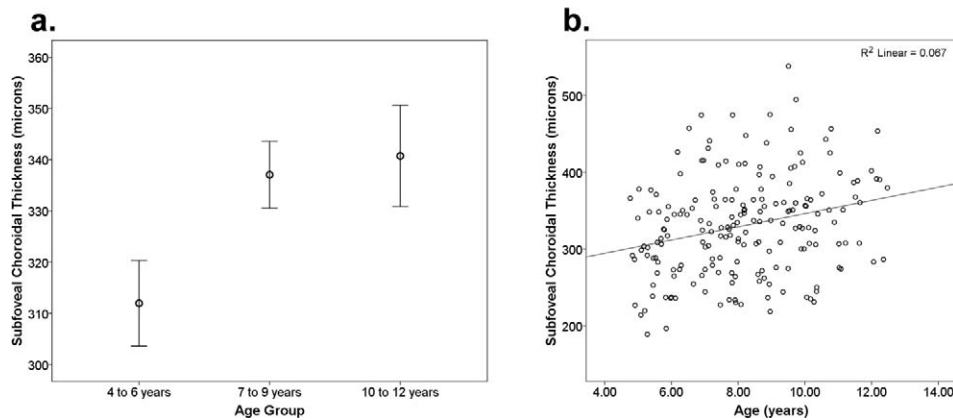 a.
Subfoveal Choroidal Thickness (microns)
360
350
340
330
320
310
300
4 to 6 years
7 to 9 years
10 to 12 years
Age Group
b.
R² Linear = 0.067
Subfoveal Choroidal Thickness (microns)
500
400
300
200
4.00
6.00
8.00
10.00
12.00
14.00
Age (years)